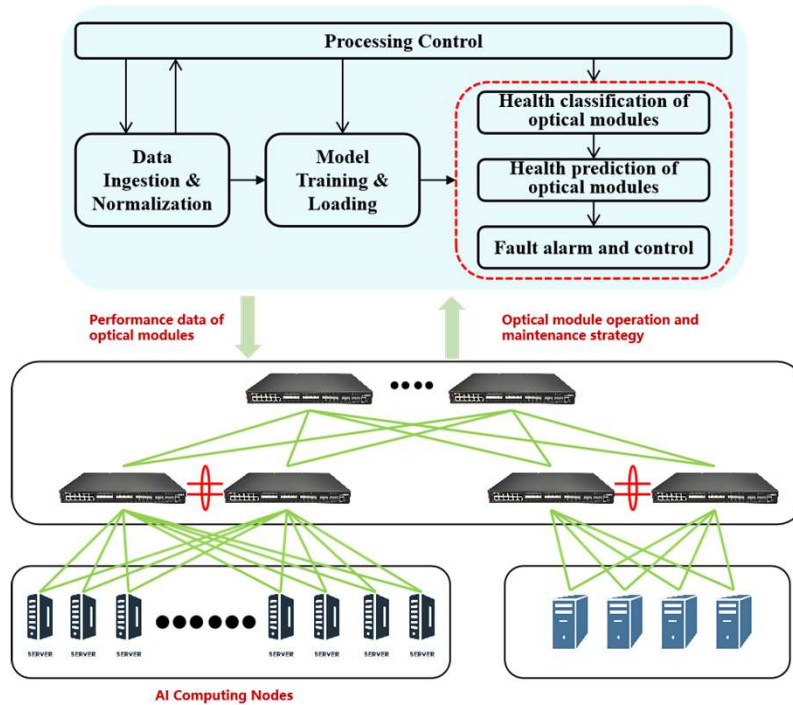 Processing Control
Data
Ingestion &
Normalization
Model
Training &
Loading
Health classification of
optical modules
Health prediction of
optical modules
Fault alarm and control
Performance data of
optical modules
Optical module operation and
maintenance strategy
SERVER
SERVER
SERVER
SERVER
SERVER
SERVER
SERVER
AI Computing Nodes